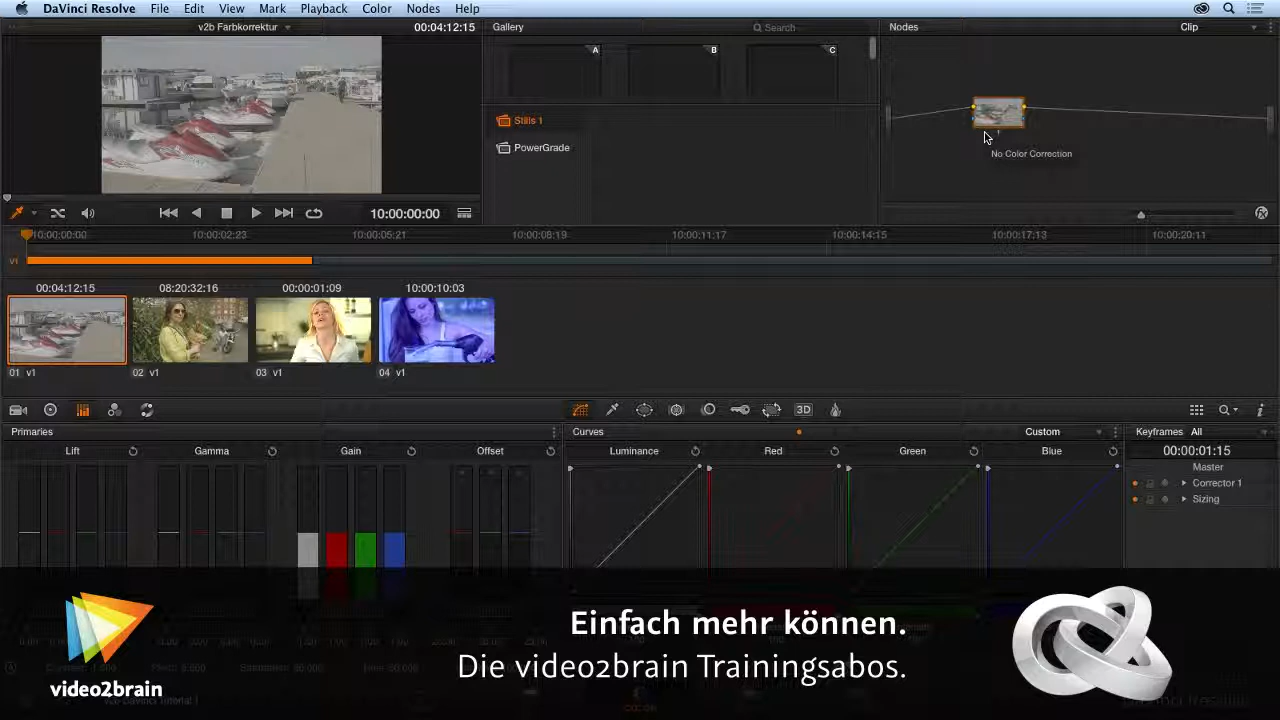 DaVinci Resolve File Edit View Mark Playback Color Nodes Help
v2b Farbkorrektur 00:04:12:15 Gallery Search Nodes Clip
A B C
Stills 1
PowerGrade
1
No Color Correction
10:00:00:00
10:00:00:00 10:00:02:23 10:00:05:21 10:00:08:19 10:00:11:17 10:00:14:15 10:00:17:13 10:00:20:11
V1
00:04:12:15 08:20:32:16 00:00:01:09 10:00:10:03
01 v1 02 v1 03 v1 04 v1
3D
Primaries Curves Custom Keyframes All
Lift Gamma Gain Offset Luminance Red Green Blue 00:00:01:15
Master
Corrector 1
Sizing
Einfach mehr können.
Die video2brain Trainingsabos.
video2brain